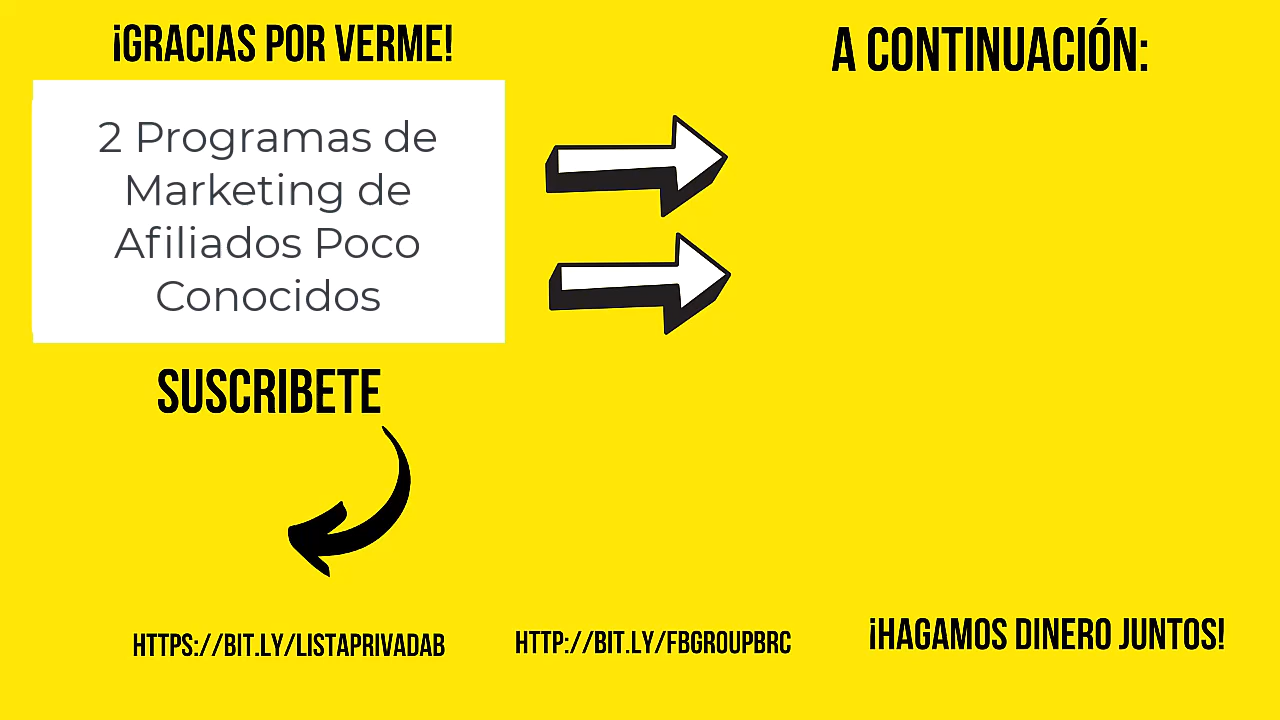 ¡GRACIAS POR VERME!
A CONTINUACIÓN:
2 Programas de
Marketing de
Afiliados Poco
Conocidos
SUSCRIBETE
HTTPS://BIT.LY/LISTAPRIVADAB
HTTP://BIT.LY/FBGROUPBRC
¡HAGAMOS DINERO JUNTOS!